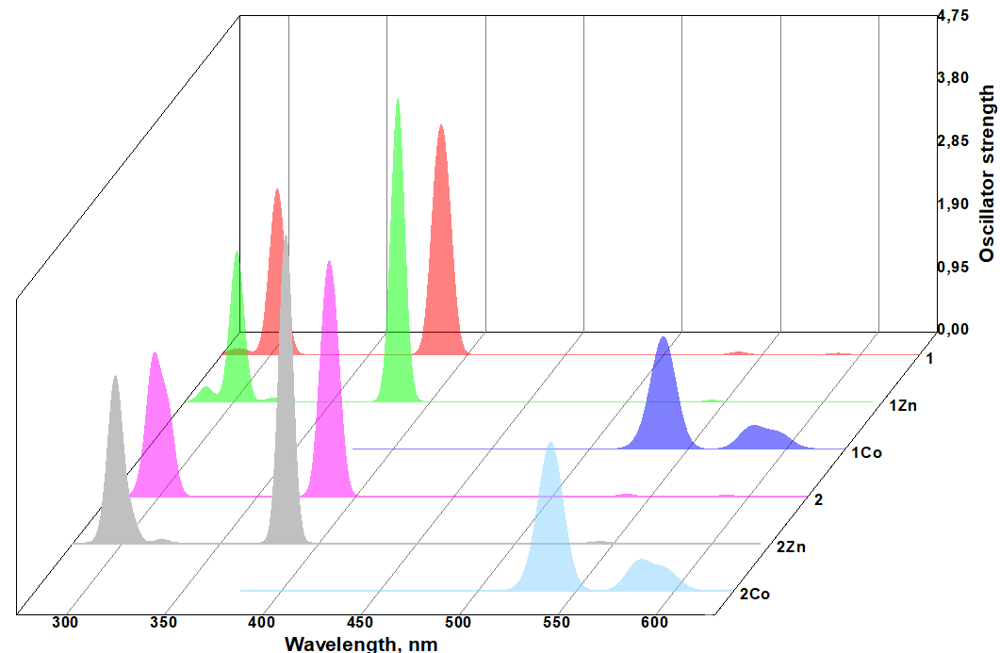 4,75
3,80
2,85
1,90
0,95
0,00
Oscillator strength
1
1Zn
1Co
2
2Zn
2Co
300 350 400 450 500 550 600
Wavelength, nm